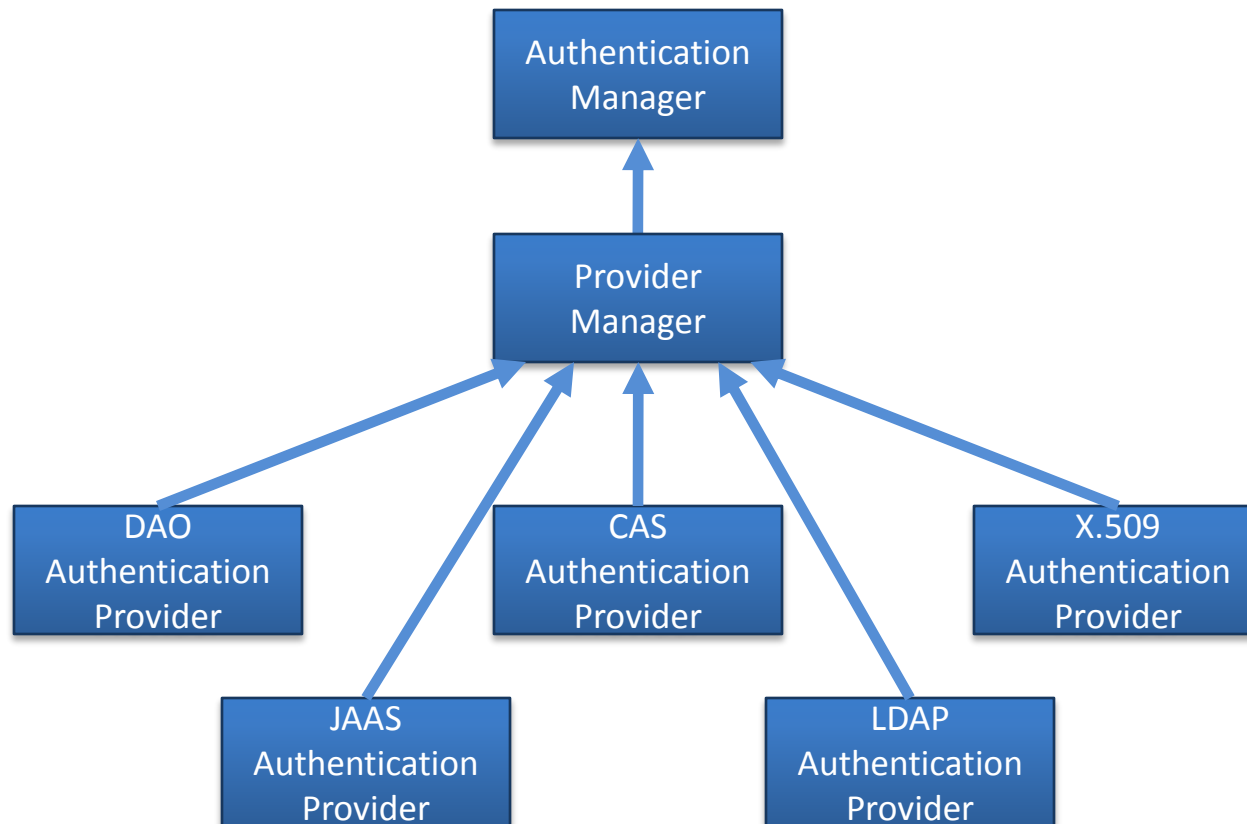 Authentication
Manager
Provider
Manager
DAO
Authentication
Provider
CAS
Authentication
Provider
X.509
Authentication
Provider
JAAS
Authentication
Provider
LDAP
Authentication
Provider